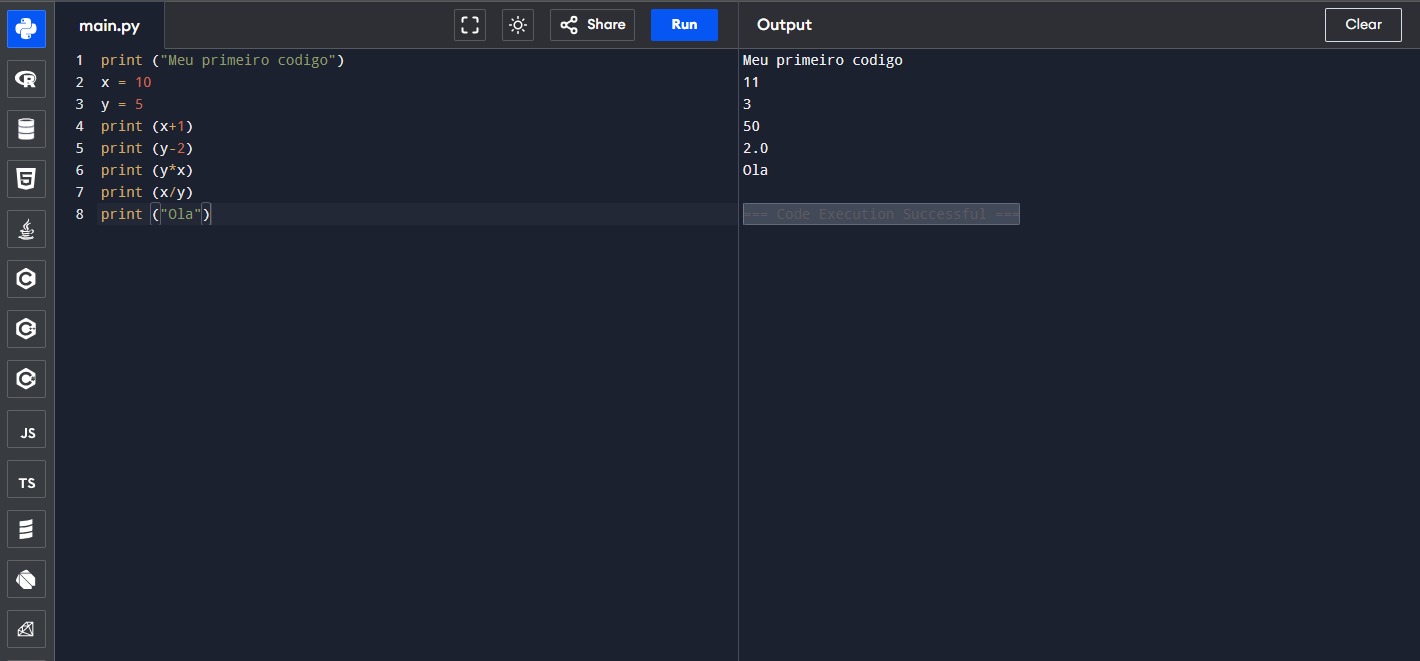 main.py
Share
Run
Output
Clear
1 print ("Meu primeiro codigo")
2 x = 10
3 y = 5
4 print (x+1)
5 print (y-2)
6 print (y*x)
7 print (x/y)
8 print ("Ola")
Meu primeiro codigo
11
3
50
2.0
Ola
=== Code Execution Successful ===
JS
TS